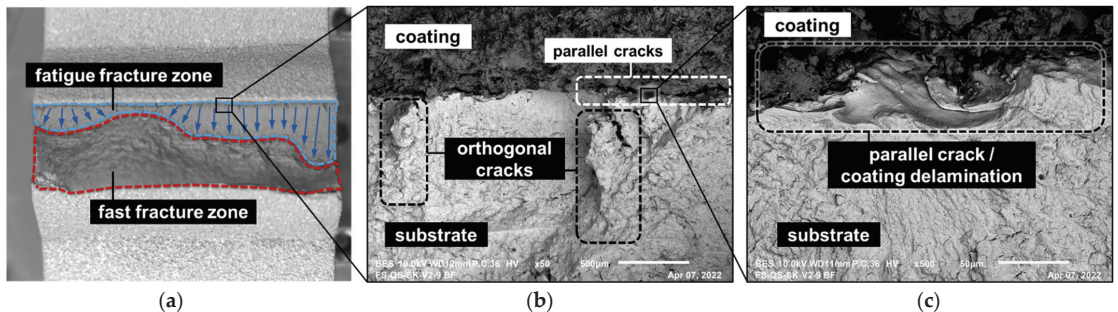 fatigue fracture zone
fast fracture zone
(a)
coating
parallel cracks
orthogonal
cracks
substrate
BES 10.0kV WD12mm P.C.36 HV x50 500µm Apr 07, 2022
FS-QS-SK-V2-9 BF
(b)
coating
parallel crack /
coating delamination
substrate
BES 10.0kV WD11mm P.C.36 HV x500 50µm Apr 07, 2022
FS-QS-SK-V2-9 BF
(c)